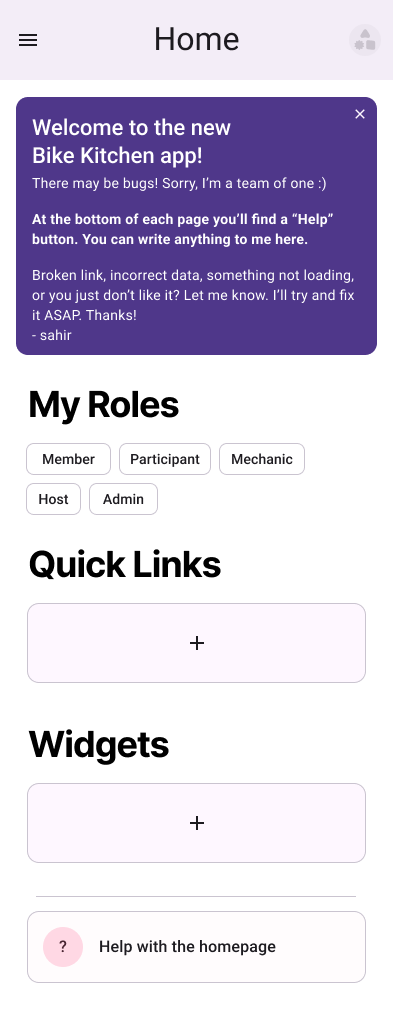 Home
Welcome to the new
Bike Kitchen app!
There may be bugs! Sorry, I’m a team of one :)
At the bottom of each page you’ll find a “Help”
button. You can write anything to me here.
Broken link, incorrect data, something not loading,
or you just don’t like it? Let me know. I’ll try and fix
it ASAP. Thanks!
- sahir
My Roles
Member
Participant
Mechanic
Host
Admin
Quick Links
+
Widgets
+
?
Help with the homepage